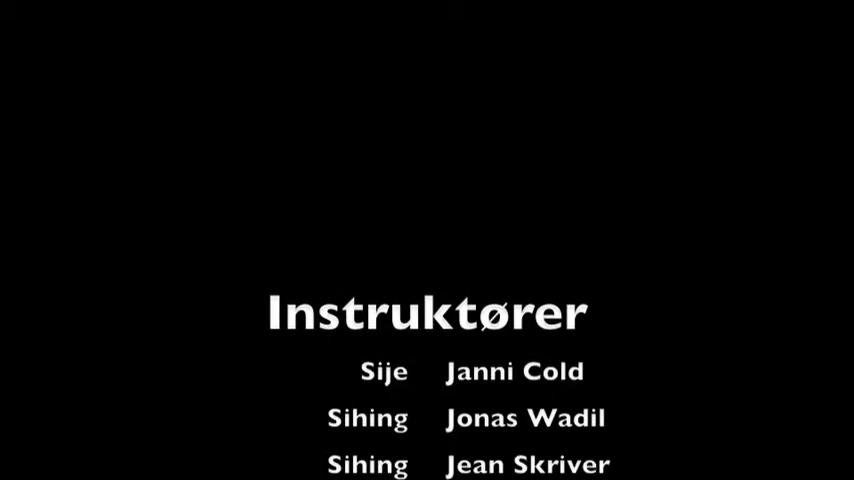 Instruktører
Sije Janni Cold
Sihing Jonas Wadil
Sihing Jean Skriver